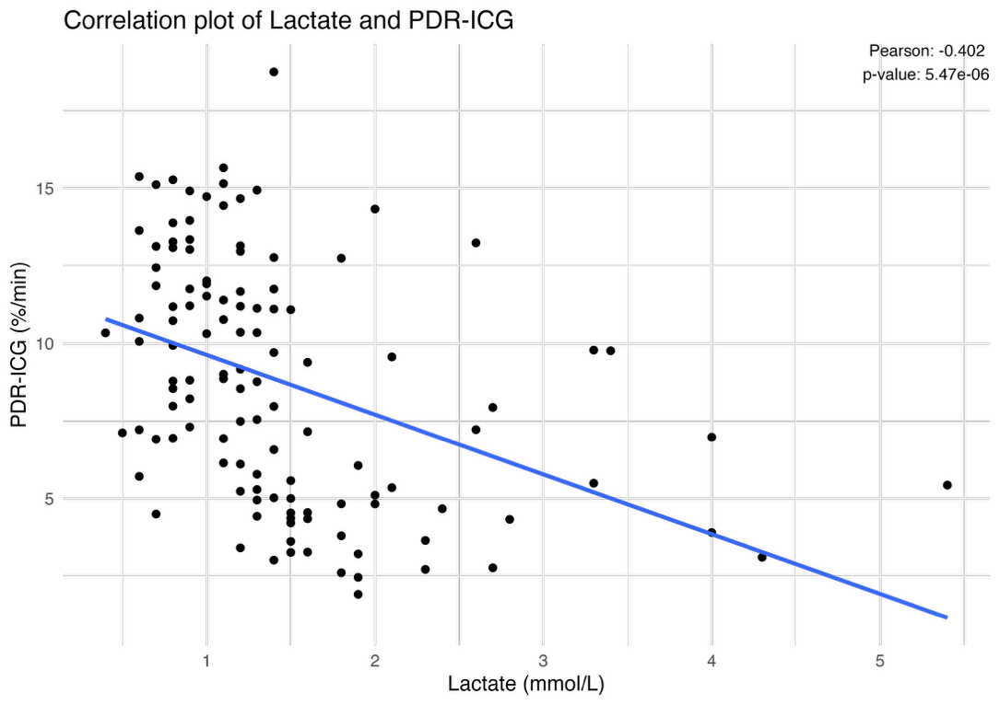 Correlation plot of Lactate and PDR-ICG
Pearson: -0.402
p-value: 5.47e-06
PDR-ICG (%/min)
15
10
5
1 2 3 4 5
Lactate (mmol/L)